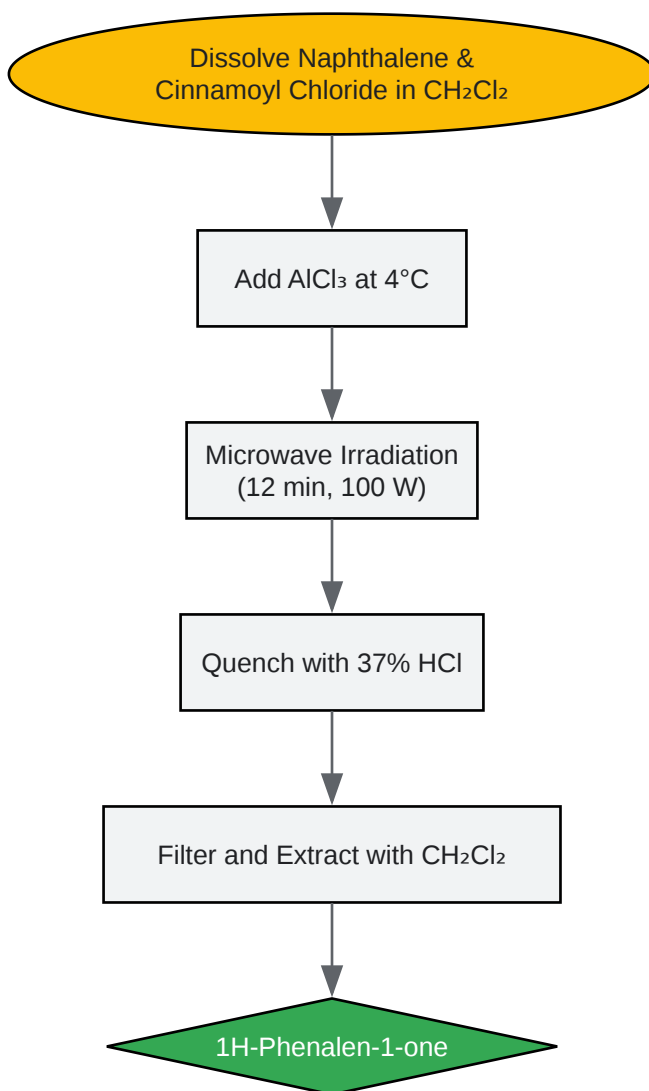 Dissolve Naphthalene &
Cinnamoyl Chloride in CH₂Cl₂
Add AlCl₃ at 4°C
Microwave Irradiation
(12 min, 100 W)
Quench with 37% HCl
Filter and Extract with CH₂Cl₂
1H-Phenalen-1-one